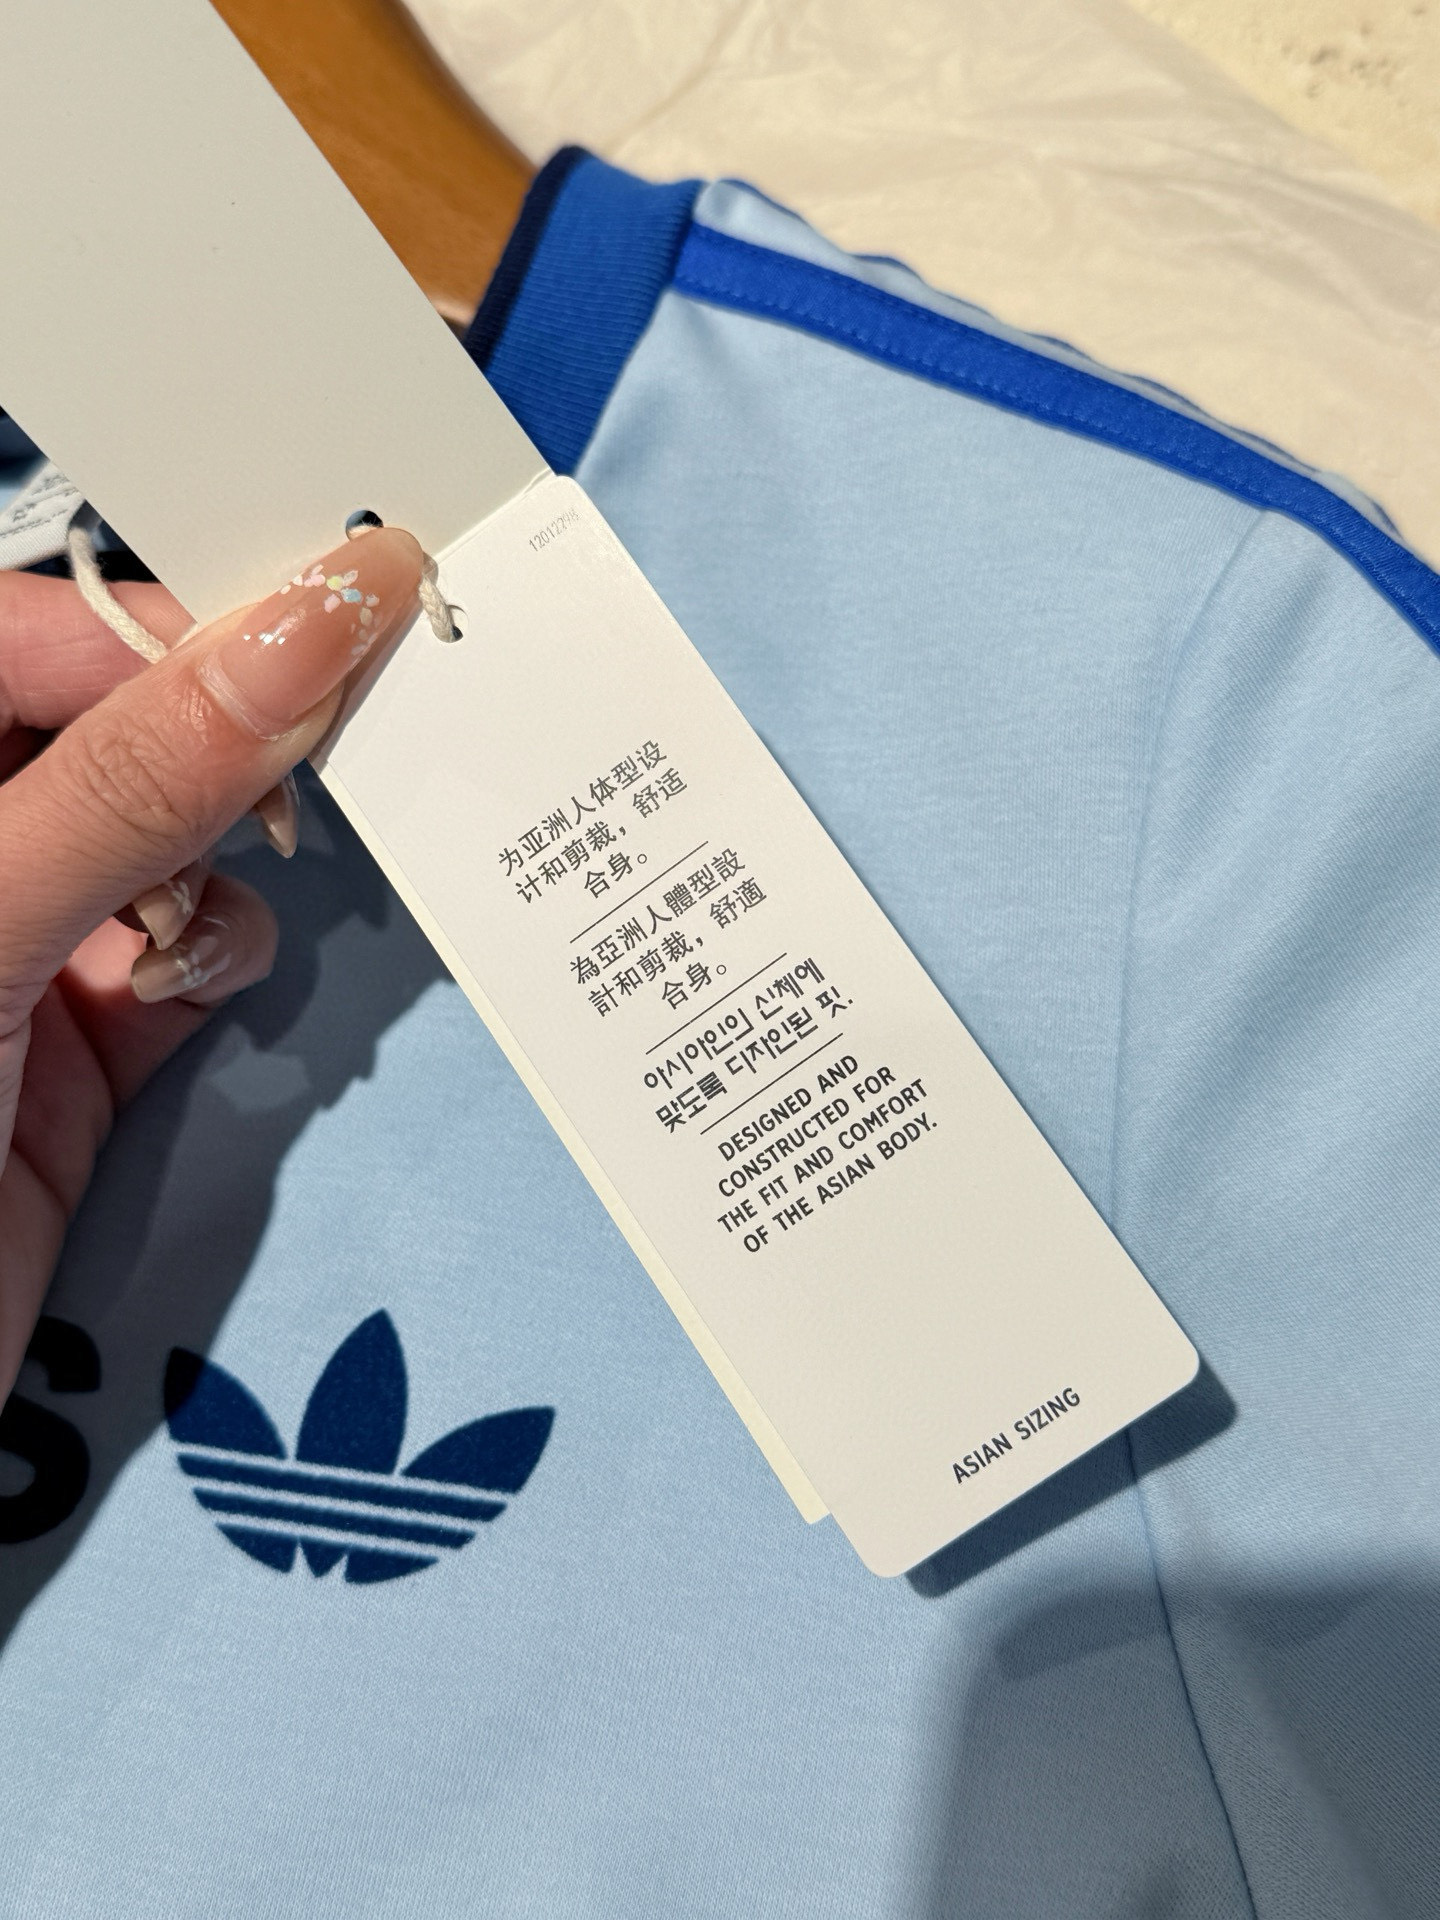 12012298
为亚洲人体型设
计和剪裁，舒适
合身。
為亞洲人體型設
計和剪裁，舒適
合身。
아시아인의 신체에
맞도록 디자인된 핏.
DESIGNED AND
CONSTRUCTED FOR
THE FIT AND COMFORT
OF THE ASIAN BODY.
ASIAN SIZING
S